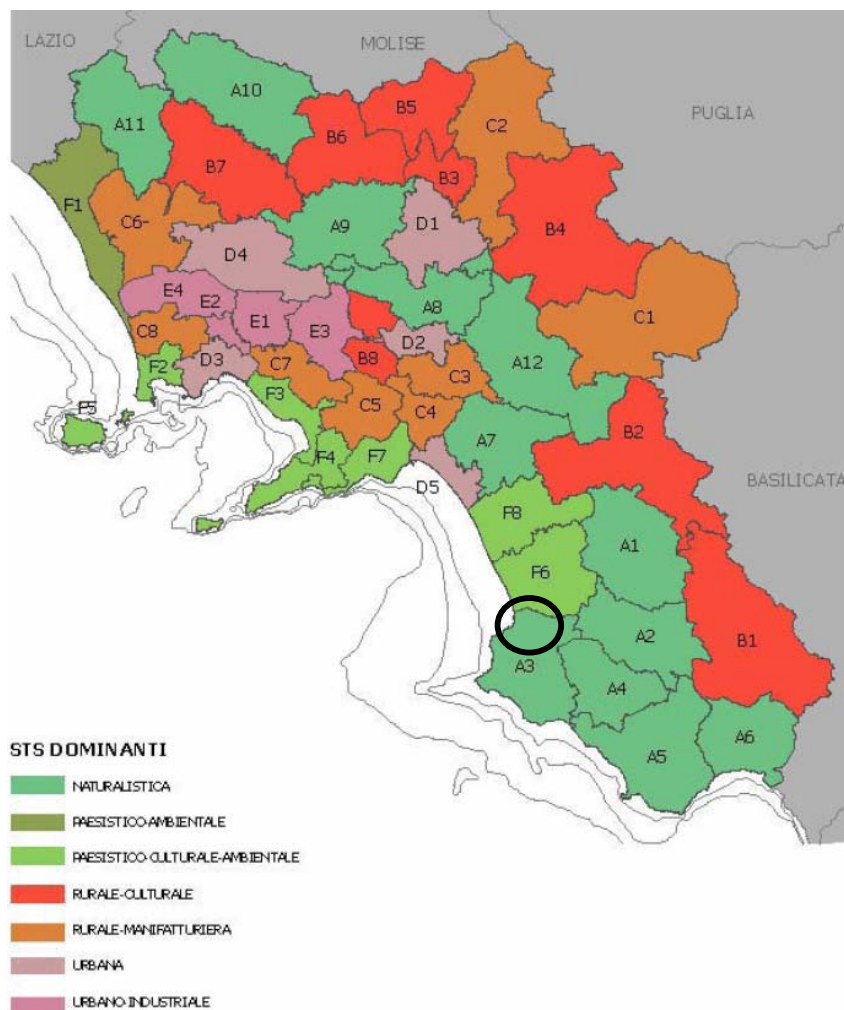 LAZIO
MOLISE
PUGLIA
BASILICATA
A10
A11
B5
B6
C2
B7
B3
F1
C6-
A9
D1
B4
D4
E4
E2
E1
E3
A8
C1
C8
D2
A12
F2
D3
C7
B8
C3
F3
C5
C4
F5
B2
A7
F4
F7
D5
F8
A1
F6
A2
B1
A3
A4
A5
A6
STS DOMINANTI
NATURALISTICA
PAESISTICO-AMBIENTALE
PAESISTICO-CULTURALE-AMBIENTALE
RURALE-CULTURALE
RURALE-MANIFATTURIERA
URBANA
URBANO-INDUSTRIALE